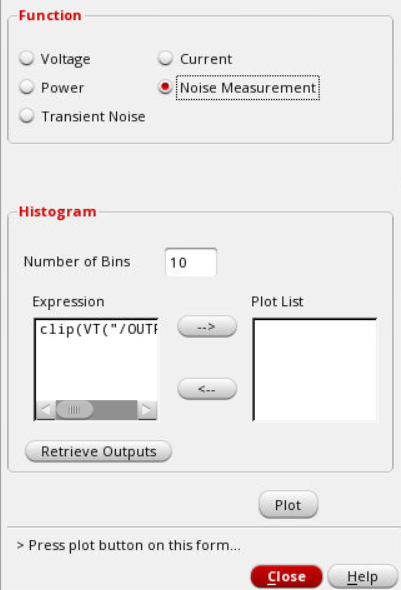 Function
Voltage Current
Power Noise Measurement
Transient Noise
Histogram
Number of Bins 10
Expression Plot List
clip(VT("/OUT
-->
<--
Retrieve Outputs
Plot
> Press plot button on this form...
Close Help